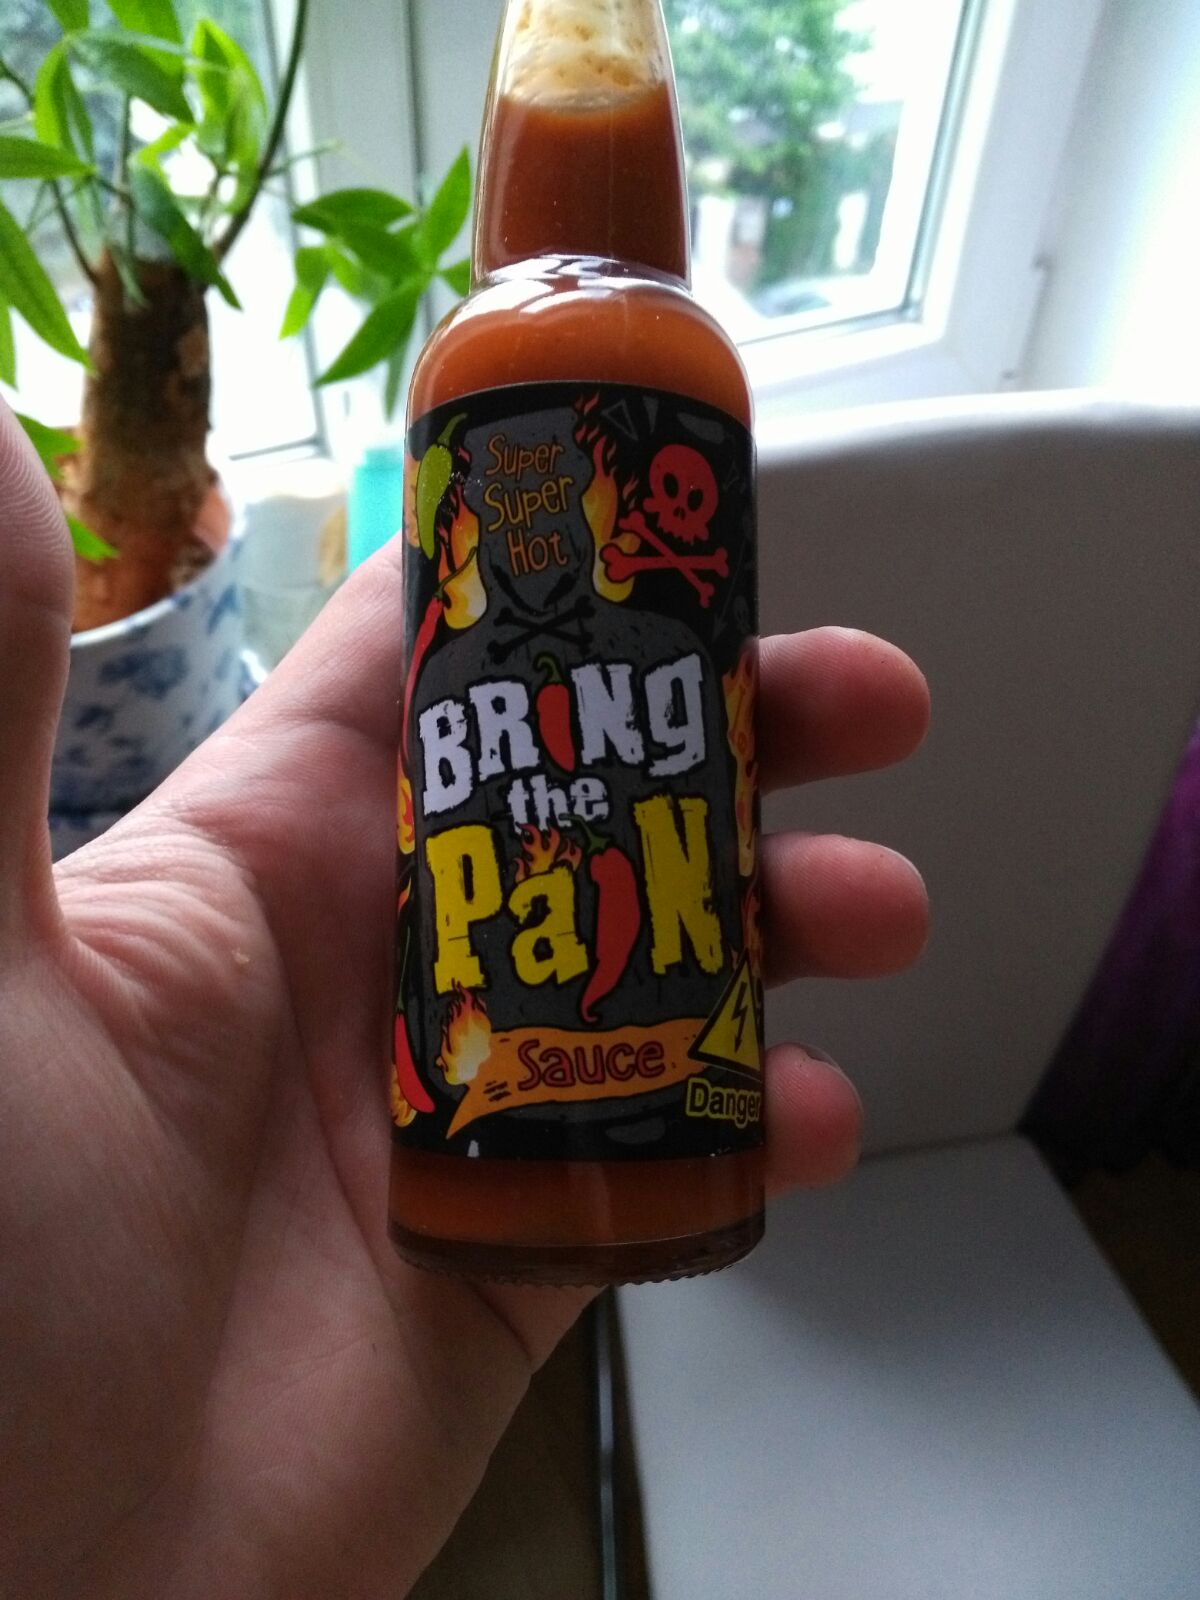 Super
Super
Hot
BRiNg
the
PaiN
Sauce
Danger